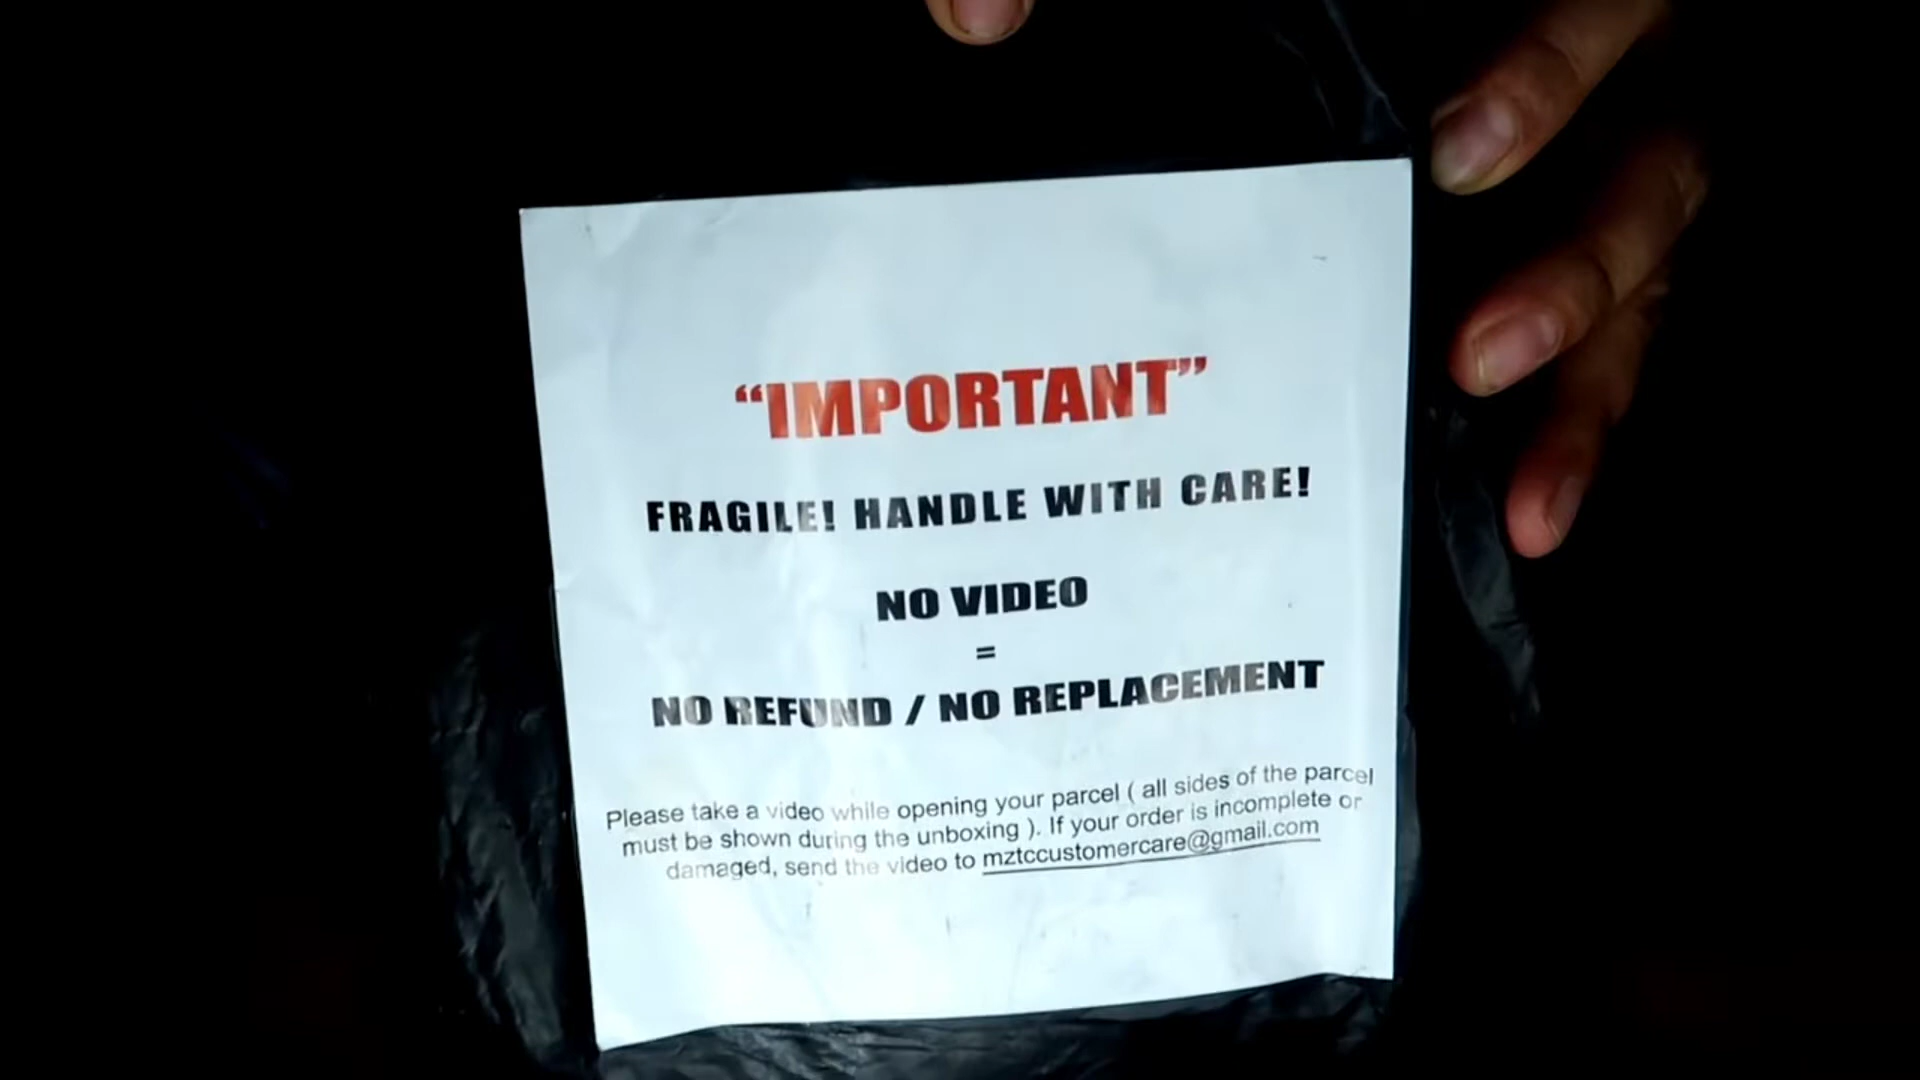 “IMPORTANT”
FRAGILE! HANDLE WITH CARE!
NO VIDEO
=
NO REFUND / NO REPLACEMENT
Please take a video while opening your parcel ( all sides of the parcel
must be shown during the unboxing ). If your order is incomplete or
damaged, send the video to mztccustomercare@gmail.com